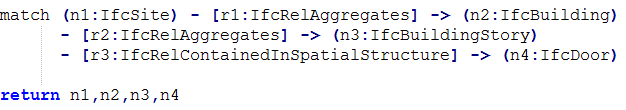 match (n1:IfcSite) - [r1:IfcRelAggregates] -> (n2:IfcBuilding)
- [r2:IfcRelAggregates] -> (n3:IfcBuildingStory)
- [r3:IfcRelContainedInSpatialStructure] -> (n4:IfcDoor)
return n1,n2,n3,n4